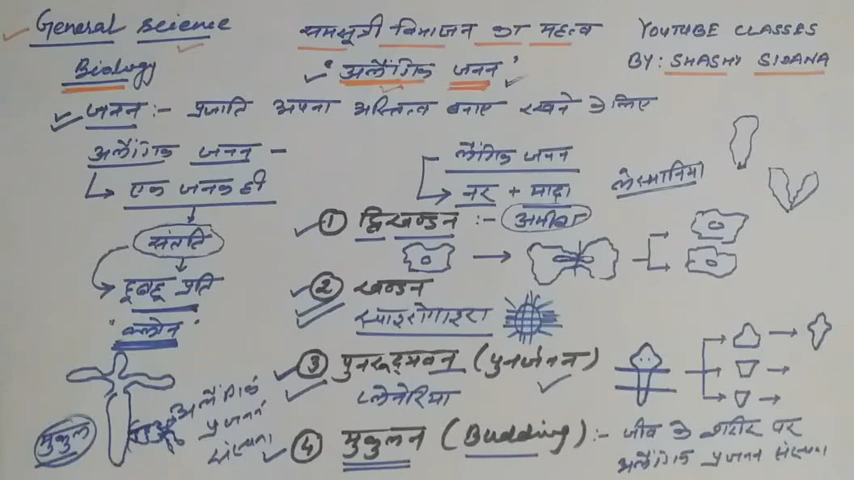 General Science
समसूत्री विभाजन का महत्व
YOUTUBE CLASSES
BY: SHASHI SIDANA
Biology
"अलैंगिक जनन"
जनन :- प्रजाति अपना अस्तित्व बनाए रखने के लिए
अलैंगिक जनन -
एक जनक ही
संतति
हूबहू प्रति
"क्लोन"
लैंगिक जनन
नर + मादा
लेस्मानिया
① द्विखण्डन :- अमीबा
② खण्डन
स्पाइरोगाइरा
③ पुनरूद्भवन (पुनर्जनन)
प्लेनेरिया
④ मुकुलन (Budding) :- जीव के शरीर पर
अलैंगिक प्रजनन संरचना
मुकुल
अलैंगिक
प्रजनन
संरचना